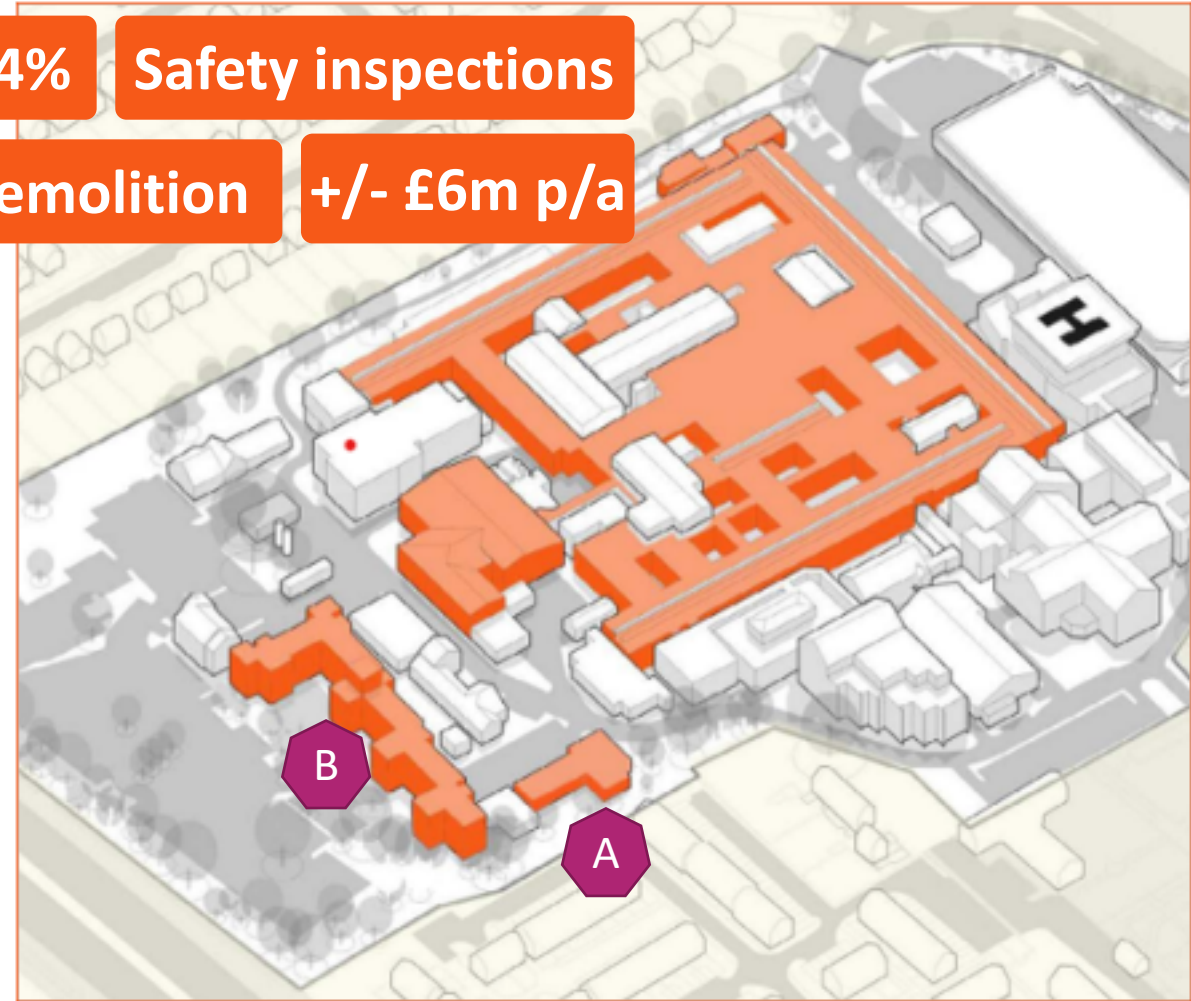 4% Safety inspections
emolition +/- £6m p/a
H
B
A